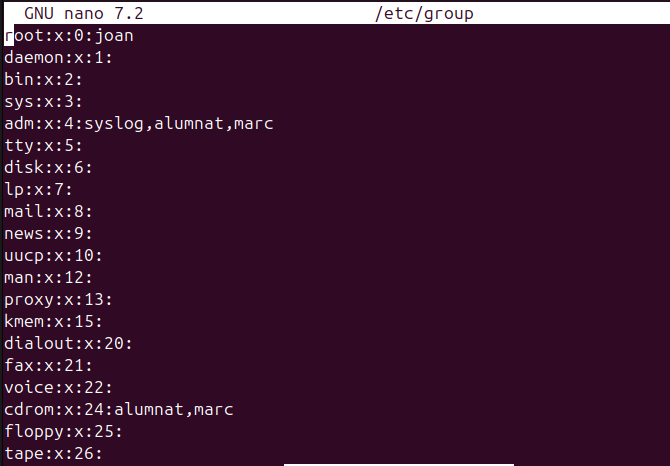 GNU nano 7.2 /etc/group
root:x:0:joan
daemon:x:1:
bin:x:2:
sys:x:3:
adm:x:4:syslog,alumnat,marc
tty:x:5:
disk:x:6:
lp:x:7:
mail:x:8:
news:x:9:
uucp:x:10:
man:x:12:
proxy:x:13:
kmem:x:15:
dialout:x:20:
fax:x:21:
voice:x:22:
cdrom:x:24:alumnat,marc
floppy:x:25:
tape:x:26: